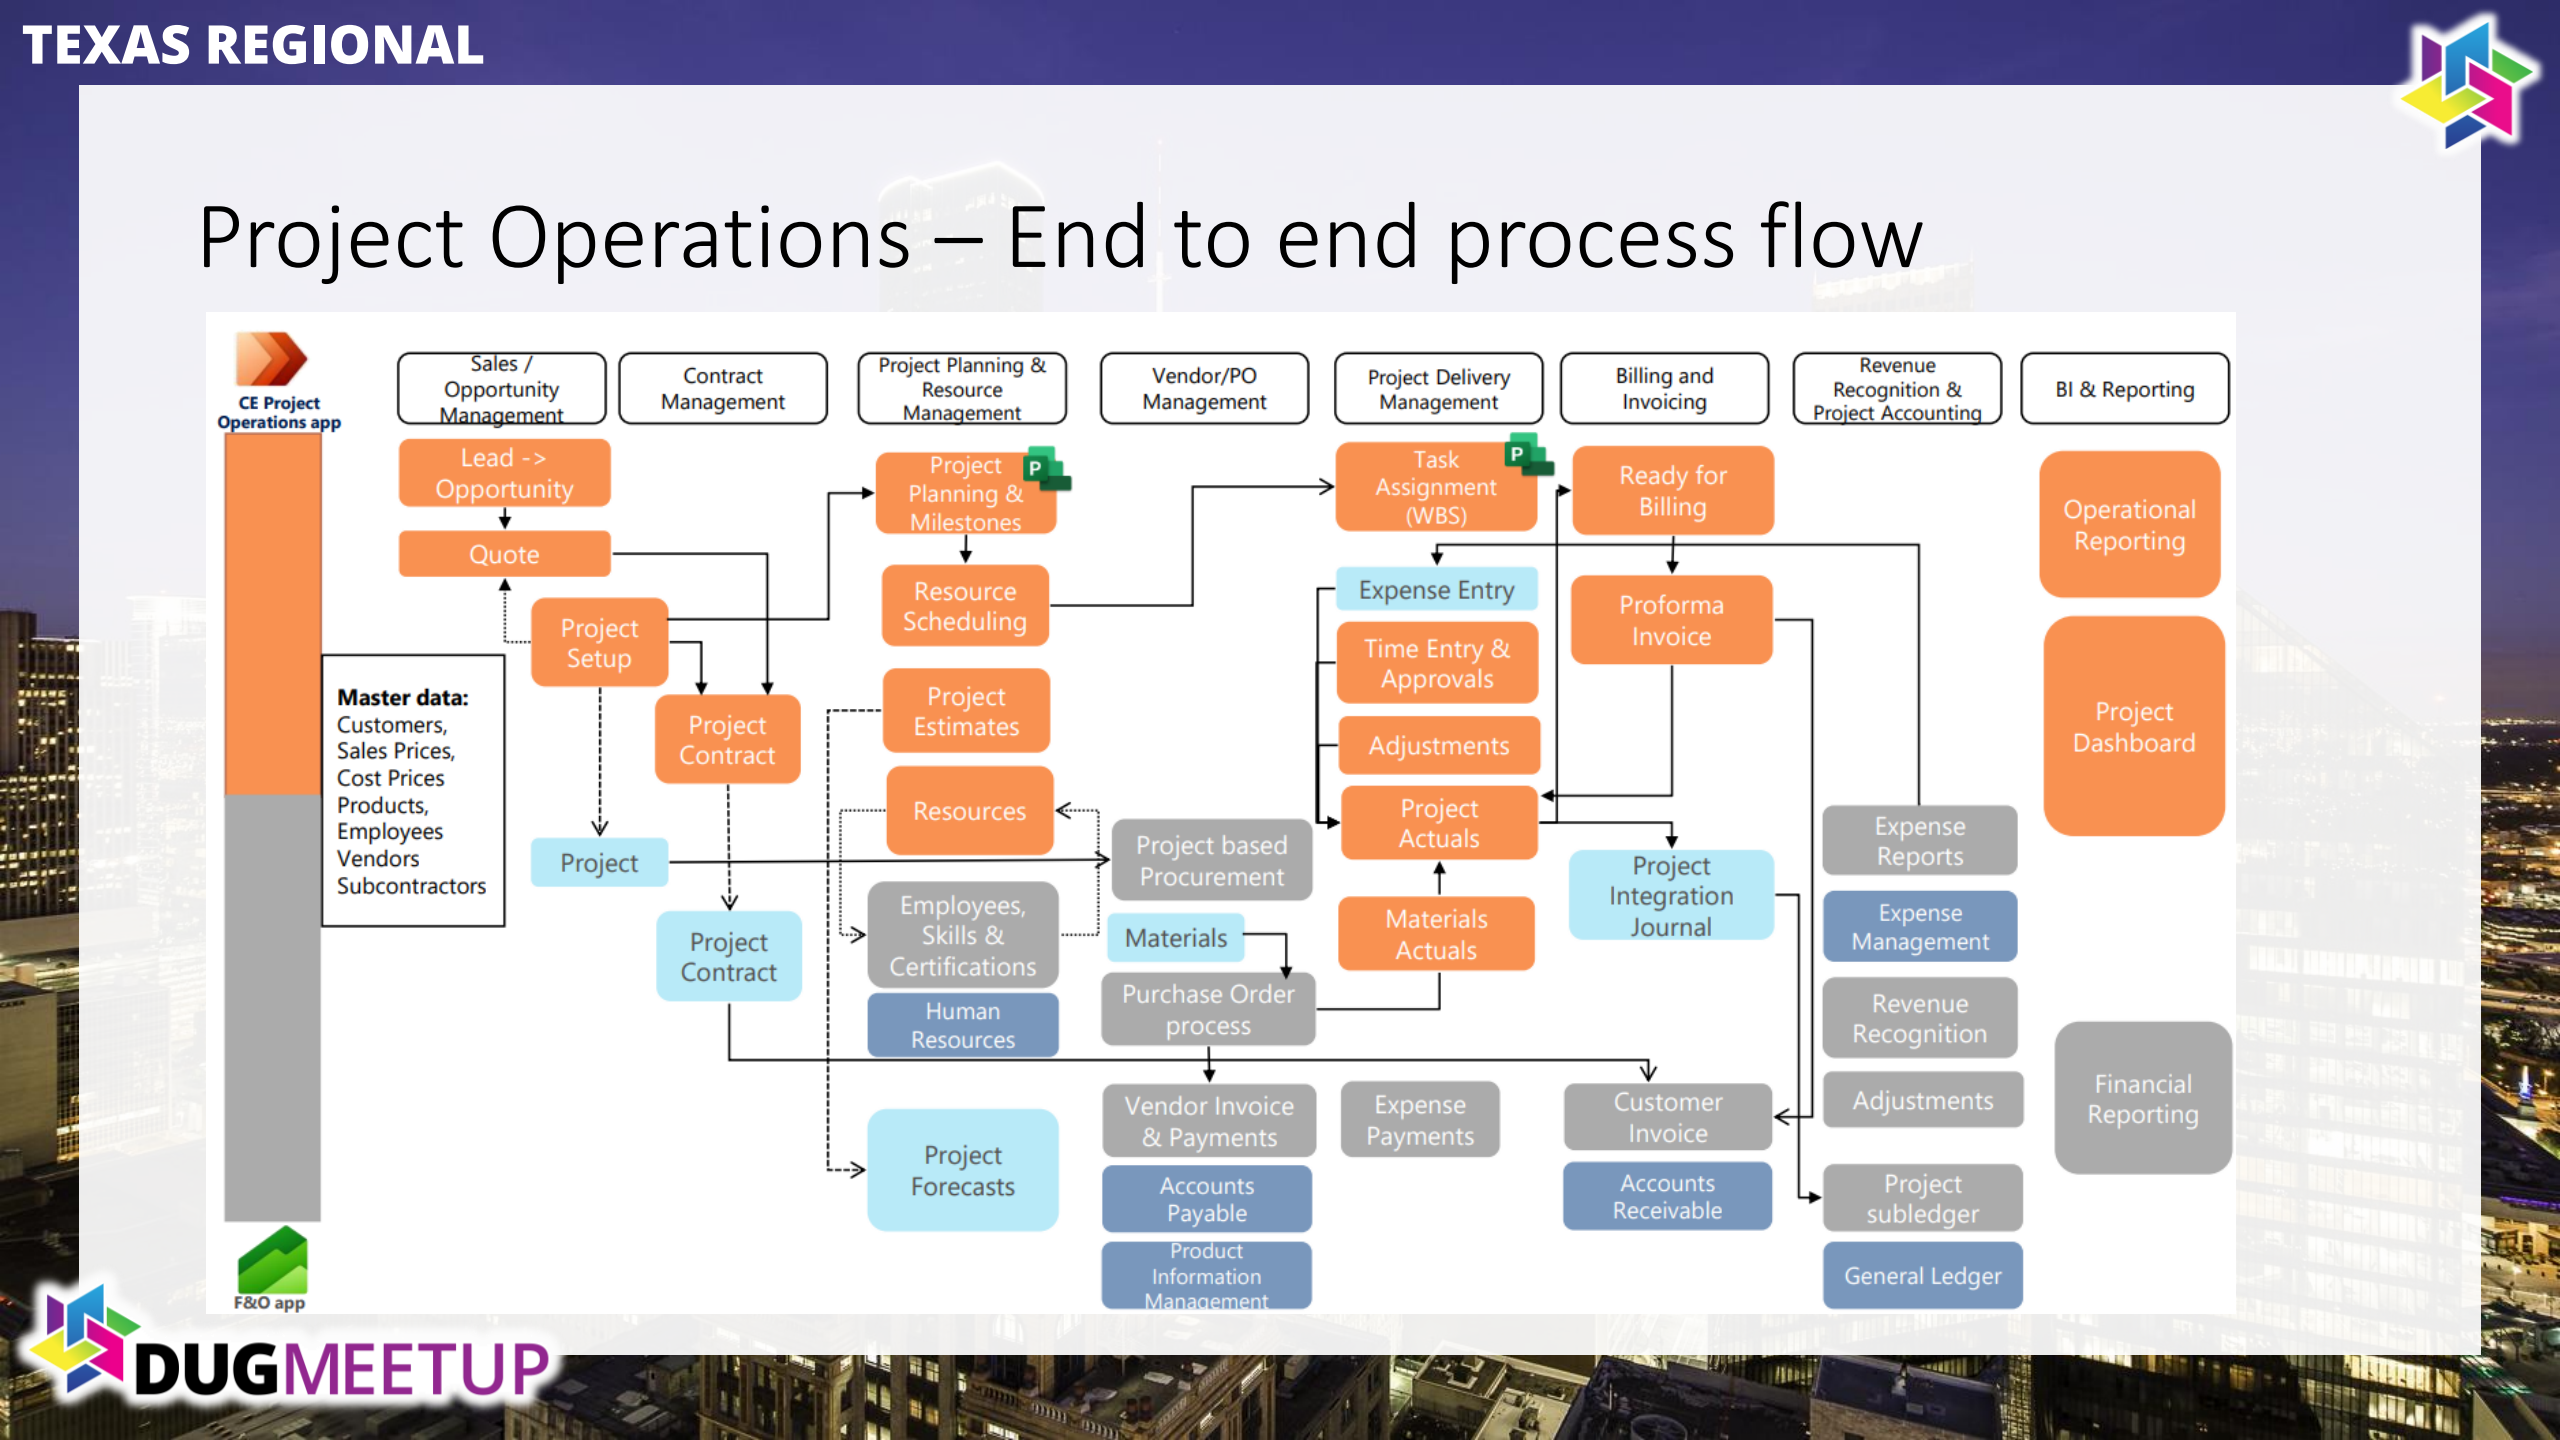 TEXAS REGIONAL
Project Operations – End to end process flow
CE Project
Operations app
Sales /
Opportunity
Management
Contract
Management
Project Planning &
Resource
Management
Vendor/PO
Management
Project Delivery
Management
Billing and
Invoicing
Revenue
Recognition &
Project Accounting
BI & Reporting
Lead ->
Opportunity
Quote
Project
Setup
Master data:
Customers,
Sales Prices,
Cost Prices
Products,
Employees
Vendors
Subcontractors
Project
Project
Contract
Project
Contract
Project
Planning &
Milestones
P
Resource
Scheduling
Project
Estimates
Resources
Employees,
Skills &
Certifications
Human
Resources
Project
Forecasts
Project based
Procurement
Materials
Purchase Order
process
Vendor Invoice
& Payments
Accounts
Payable
Product
Information
Management
Task
Assignment
(WBS)
P
Expense Entry
Time Entry &
Approvals
Adjustments
Project
Actuals
Materials
Actuals
Expense
Payments
Ready for
Billing
Proforma
Invoice
Project
Integration
Journal
Customer
Invoice
Accounts
Receivable
Expense
Reports
Expense
Management
Revenue
Recognition
Adjustments
Project
subledger
General Ledger
Operational
Reporting
Project
Dashboard
Financial
Reporting
F&O app
DUGMEETUP